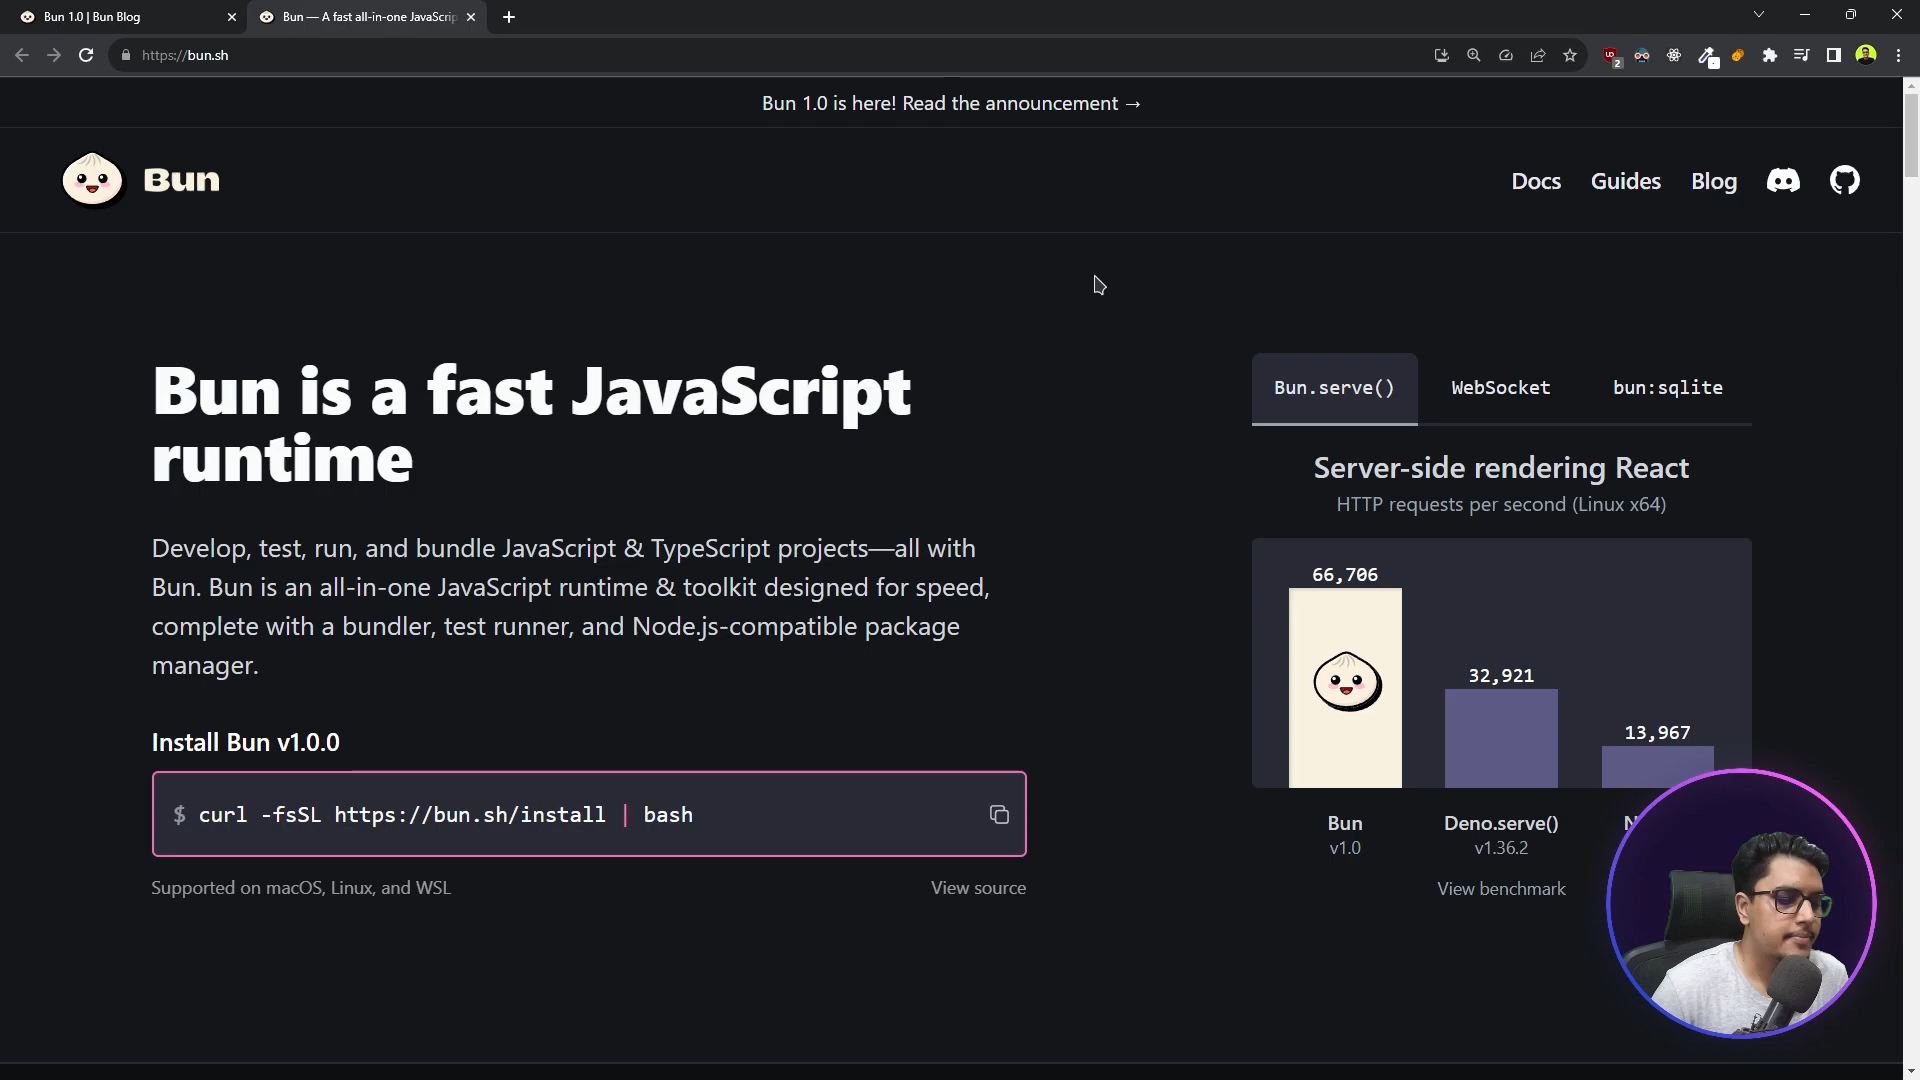 Bun 1.0 | Bun Blog
Bun — A fast all-in-one JavaScrip
https://bun.sh
2
Bun 1.0 is here! Read the announcement →
Bun
Docs
Guides
Blog
Bun is a fast JavaScript
runtime
Develop, test, run, and bundle JavaScript & TypeScript projects—all with
Bun. Bun is an all-in-one JavaScript runtime & toolkit designed for speed,
complete with a bundler, test runner, and Node.js-compatible package
manager.
Install Bun v1.0.0
$ curl -fsSL https://bun.sh/install | bash
Supported on macOS, Linux, and WSL
View source
Bun.serve()
WebSocket
bun:sqlite
Server-side rendering React
HTTP requests per second (Linux x64)
66,706
32,921
13,967
Bun
v1.0
Deno.serve()
v1.36.2
View benchmark